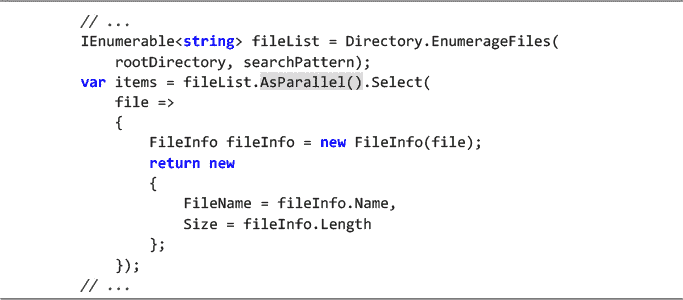 // ...
IEnumerable<string> fileList = Directory.EnumerageFiles(
    rootDirectory, searchPattern);
var items = fileList.AsParallel().Select(
    file =>
    {
        FileInfo fileInfo = new FileInfo(file);
        return new
        {
            FileName = fileInfo.Name,
            Size = fileInfo.Length
        };
    });
// ...